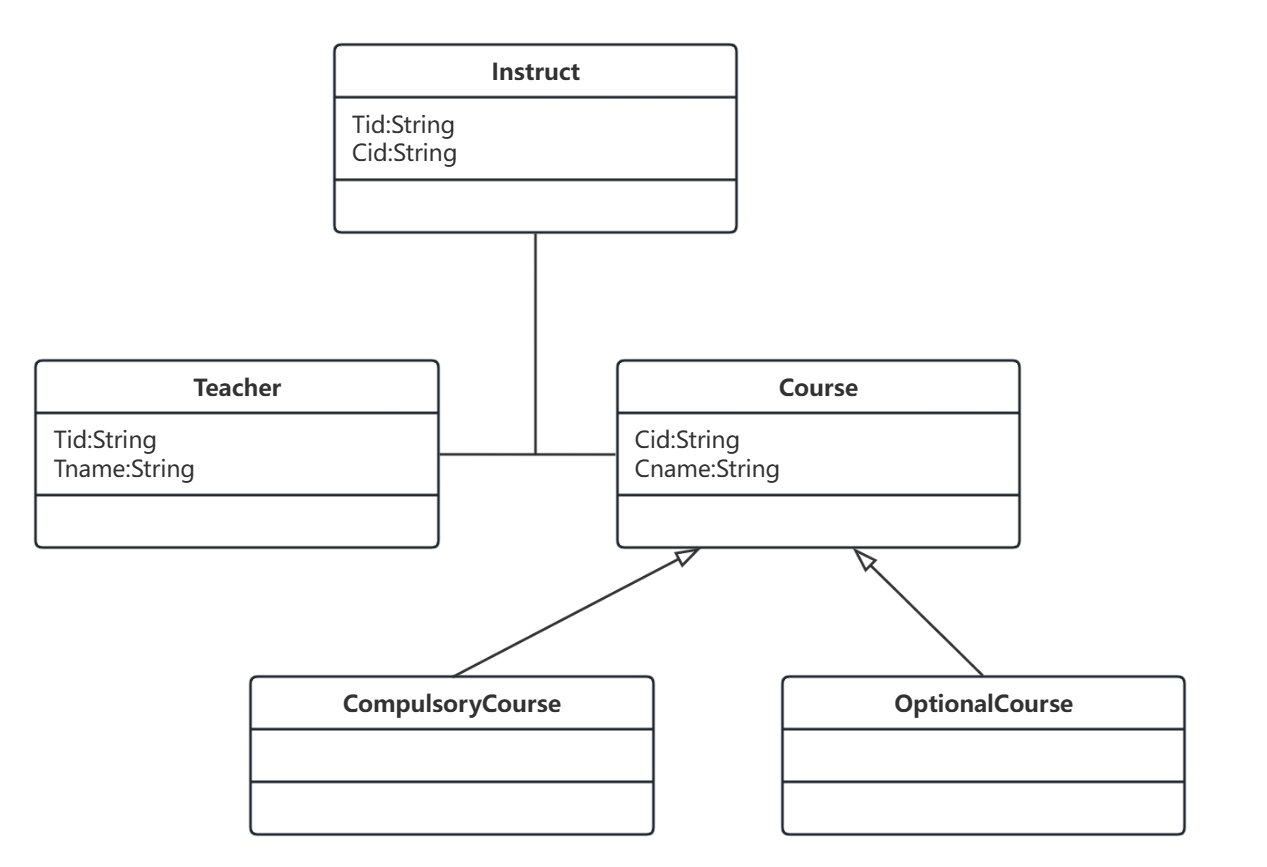 Instruct
Tid:String
Cid:String
Teacher
Tid:String
Tname:String
Course
Cid:String
Cname:String
CompulsoryCourse
OptionalCourse